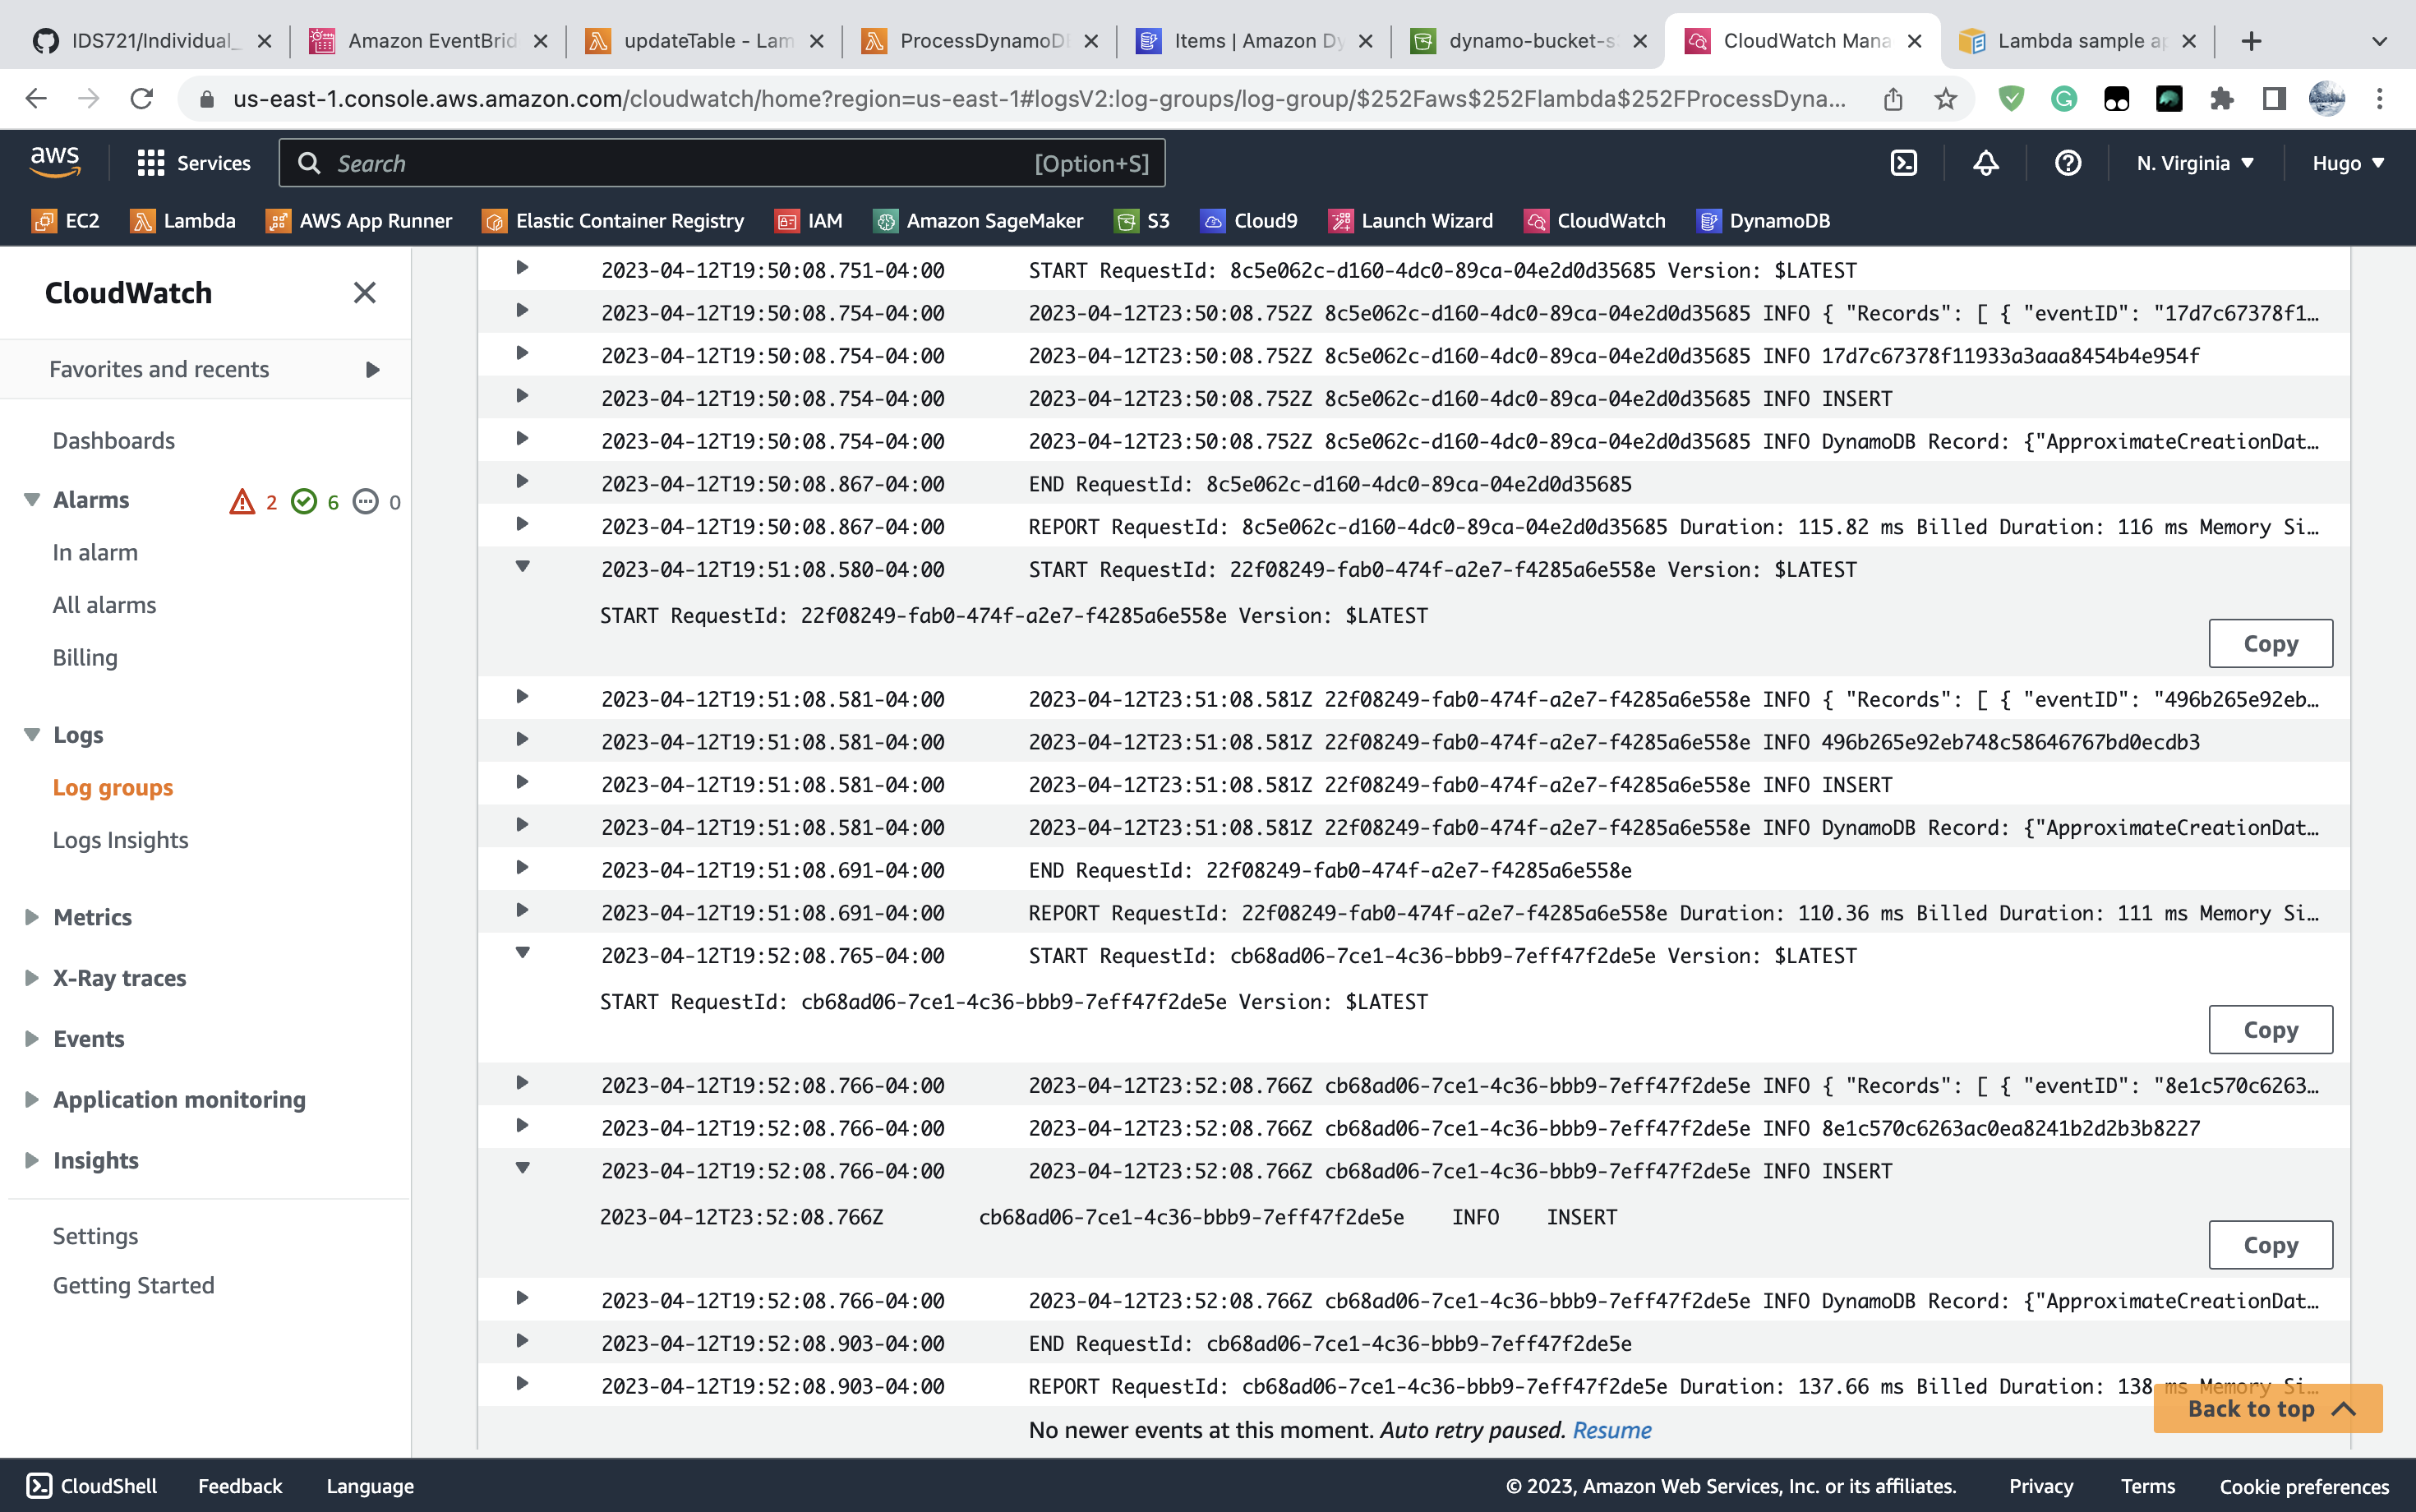 IDS721/Individual_
Amazon EventBrid
updateTable - Lam
ProcessDynamoD
Items | Amazon Dy
dynamo-bucket-s
CloudWatch Mana
Lambda sample ap
us-east-1.console.aws.amazon.com/cloudwatch/home?region=us-east-1#logsV2:log-groups/log-group/$252Faws$252Flambda$252FProcessDyna...
aws
Services
Search
[Option+S]
N. Virginia
Hugo
EC2
Lambda
AWS App Runner
Elastic Container Registry
IAM
Amazon SageMaker
S3
Cloud9
Launch Wizard
CloudWatch
DynamoDB
CloudWatch
Favorites and recents
Dashboards
Alarms 2 6 0
In alarm
All alarms
Billing
Logs
Log groups
Logs Insights
Metrics
X-Ray traces
Events
Application monitoring
Insights
Settings
Getting Started
2023-04-12T19:50:08.751-04:00 START RequestId: 8c5e062c-d160-4dc0-89ca-04e2d0d35685 Version: $LATEST
2023-04-12T19:50:08.754-04:00 2023-04-12T23:50:08.752Z 8c5e062c-d160-4dc0-89ca-04e2d0d35685 INFO { "Records": [ { "eventID": "17d7c67378f1...
2023-04-12T19:50:08.754-04:00 2023-04-12T23:50:08.752Z 8c5e062c-d160-4dc0-89ca-04e2d0d35685 INFO 17d7c67378f11933a3aaa8454b4e954f
2023-04-12T19:50:08.754-04:00 2023-04-12T23:50:08.752Z 8c5e062c-d160-4dc0-89ca-04e2d0d35685 INFO INSERT
2023-04-12T19:50:08.754-04:00 2023-04-12T23:50:08.752Z 8c5e062c-d160-4dc0-89ca-04e2d0d35685 INFO DynamoDB Record: {"ApproximateCreationDat...
2023-04-12T19:50:08.867-04:00 END RequestId: 8c5e062c-d160-4dc0-89ca-04e2d0d35685
2023-04-12T19:50:08.867-04:00 REPORT RequestId: 8c5e062c-d160-4dc0-89ca-04e2d0d35685 Duration: 115.82 ms Billed Duration: 116 ms Memory Si...
2023-04-12T19:51:08.580-04:00 START RequestId: 22f08249-fab0-474f-a2e7-f4285a6e558e Version: $LATEST
START RequestId: 22f08249-fab0-474f-a2e7-f4285a6e558e Version: $LATEST
Copy
2023-04-12T19:51:08.581-04:00 2023-04-12T23:51:08.581Z 22f08249-fab0-474f-a2e7-f4285a6e558e INFO { "Records": [ { "eventID": "496b265e92eb...
2023-04-12T19:51:08.581-04:00 2023-04-12T23:51:08.581Z 22f08249-fab0-474f-a2e7-f4285a6e558e INFO 496b265e92eb748c58646767bd0ecdb3
2023-04-12T19:51:08.581-04:00 2023-04-12T23:51:08.581Z 22f08249-fab0-474f-a2e7-f4285a6e558e INFO INSERT
2023-04-12T19:51:08.581-04:00 2023-04-12T23:51:08.581Z 22f08249-fab0-474f-a2e7-f4285a6e558e INFO DynamoDB Record: {"ApproximateCreationDat...
2023-04-12T19:51:08.691-04:00 END RequestId: 22f08249-fab0-474f-a2e7-f4285a6e558e
2023-04-12T19:51:08.691-04:00 REPORT RequestId: 22f08249-fab0-474f-a2e7-f4285a6e558e Duration: 110.36 ms Billed Duration: 111 ms Memory Si...
2023-04-12T19:52:08.765-04:00 START RequestId: cb68ad06-7ce1-4c36-bbb9-7eff47f2de5e Version: $LATEST
START RequestId: cb68ad06-7ce1-4c36-bbb9-7eff47f2de5e Version: $LATEST
Copy
2023-04-12T19:52:08.766-04:00 2023-04-12T23:52:08.766Z cb68ad06-7ce1-4c36-bbb9-7eff47f2de5e INFO { "Records": [ { "eventID": "8e1c570c6263...
2023-04-12T19:52:08.766-04:00 2023-04-12T23:52:08.766Z cb68ad06-7ce1-4c36-bbb9-7eff47f2de5e INFO 8e1c570c6263ac0ea8241b2d2b3b8227
2023-04-12T19:52:08.766-04:00 2023-04-12T23:52:08.766Z cb68ad06-7ce1-4c36-bbb9-7eff47f2de5e INFO INSERT
2023-04-12T23:52:08.766Z cb68ad06-7ce1-4c36-bbb9-7eff47f2de5e INFO INSERT
Copy
2023-04-12T19:52:08.766-04:00 2023-04-12T23:52:08.766Z cb68ad06-7ce1-4c36-bbb9-7eff47f2de5e INFO DynamoDB Record: {"ApproximateCreationDat...
2023-04-12T19:52:08.903-04:00 END RequestId: cb68ad06-7ce1-4c36-bbb9-7eff47f2de5e
2023-04-12T19:52:08.903-04:00 REPORT RequestId: cb68ad06-7ce1-4c36-bbb9-7eff47f2de5e Duration: 137.66 ms Billed Duration: 138 ms Memory Si...
No newer events at this moment. Auto retry paused. Resume
Back to top
CloudShell
Feedback
Language
© 2023, Amazon Web Services, Inc. or its affiliates.
Privacy
Terms
Cookie preferences